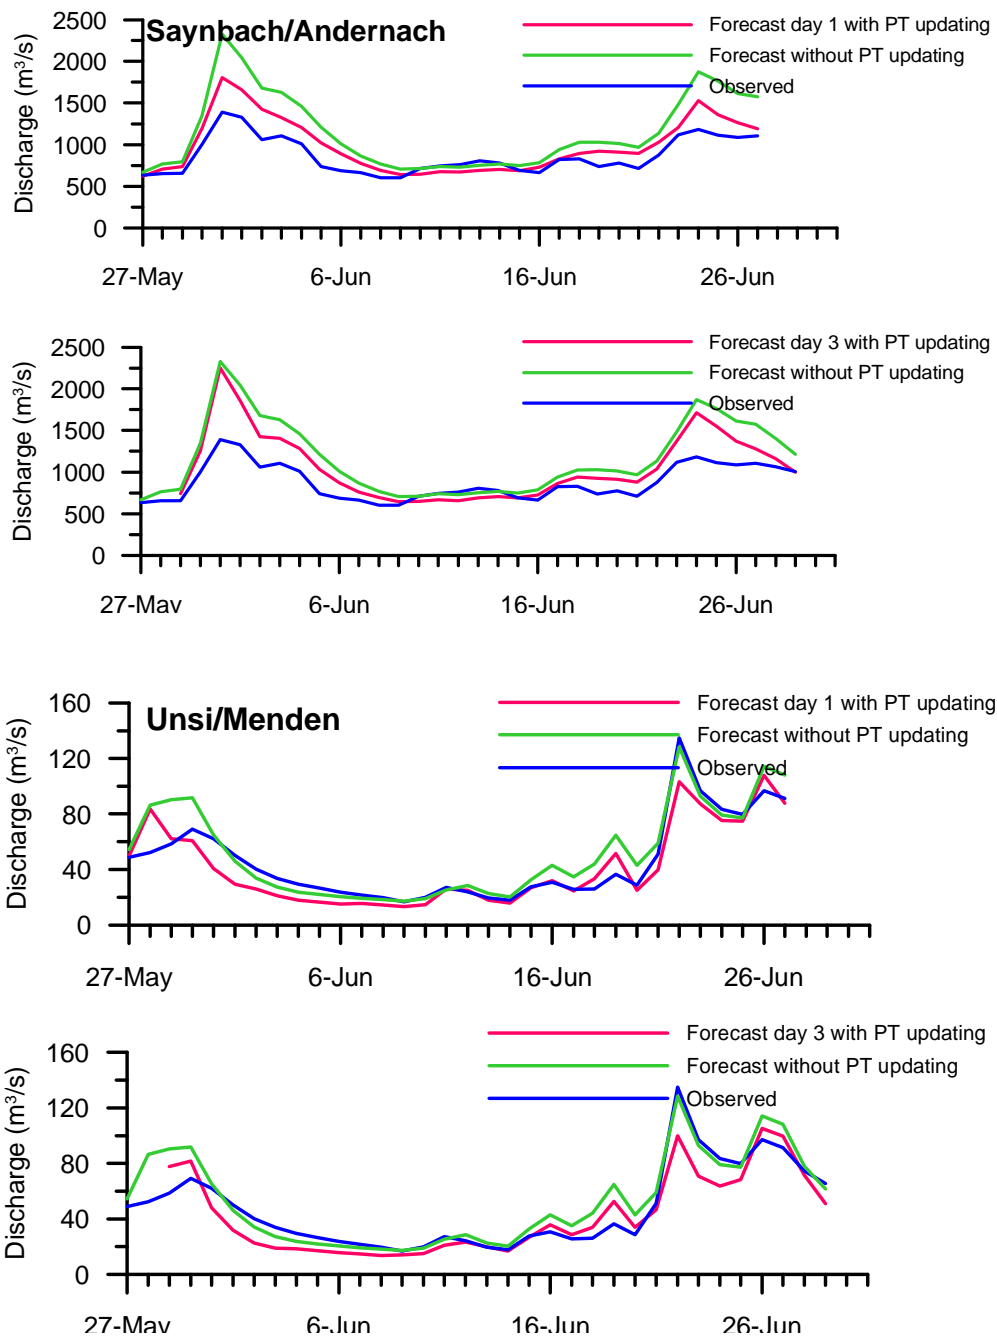 Saynbach/Andernach
Forecast day 1 with PT updating
Forecast without PT updating
Observed
Discharge (m³/s)
2500
2000
1500
1000
500
0
27-May 6-Jun 16-Jun 26-Jun
Forecast day 3 with PT updating
Forecast without PT updating
Observed
Discharge (m³/s)
2500
2000
1500
1000
500
0
27-May 6-Jun 16-Jun 26-Jun
Unsi/Menden
Forecast day 1 with PT updating
Forecast without PT updating
Observed
Discharge (m³/s)
160
120
80
40
0
27-May 6-Jun 16-Jun 26-Jun
Forecast day 3 with PT updating
Forecast without PT updating
Observed
Discharge (m³/s)
160
120
80
40
0
27-May 6-Jun 16-Jun 26-Jun